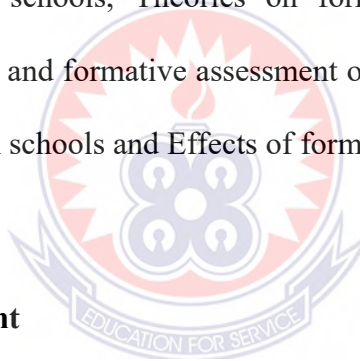 schools; Theories on for
and formative assessment o
schools and Effects of form
nt
EDUCATION FOR SERVICE